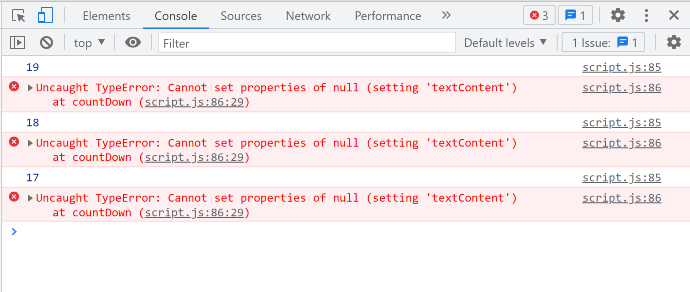 Elements Console Sources Network Performance » 3 1
top ▼ Filter Default levels ▼ 1 Issue: 1
19 script.js:85
Uncaught TypeError: Cannot set properties of null (setting 'textContent') script.js:86
at countDown (script.js:86:29)
18 script.js:85
Uncaught TypeError: Cannot set properties of null (setting 'textContent') script.js:86
at countDown (script.js:86:29)
17 script.js:85
Uncaught TypeError: Cannot set properties of null (setting 'textContent') script.js:86
at countDown (script.js:86:29)